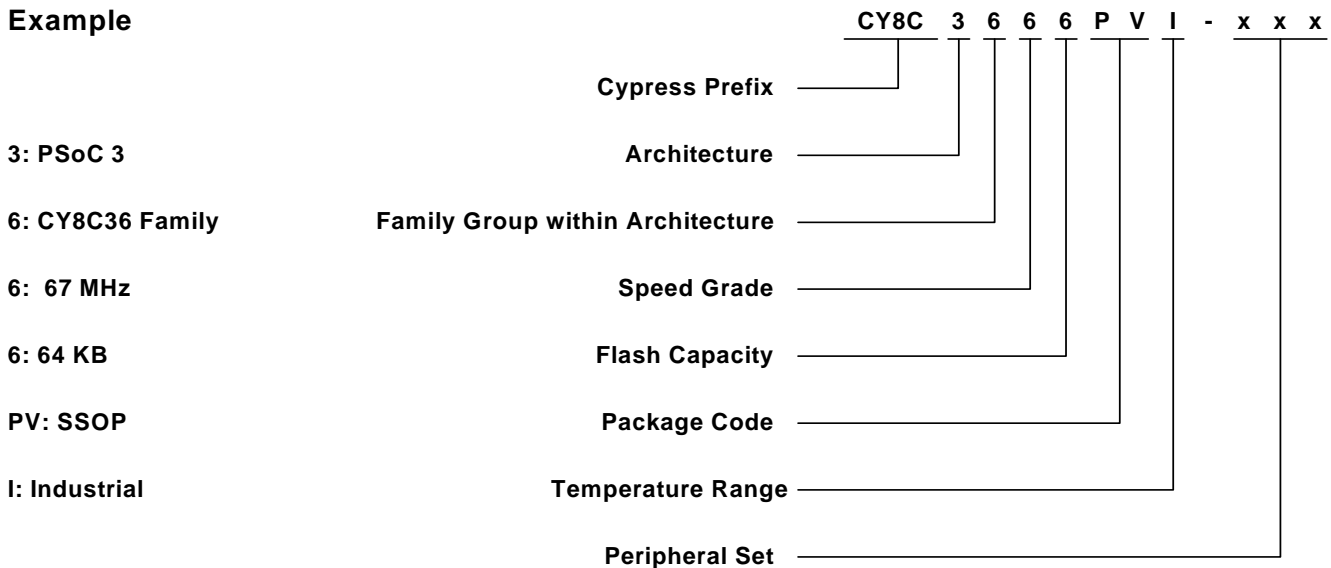 Example CY8C 3 6 6 6 P V I - x x x
Cypress Prefix
3: PSoC 3 Architecture
6: CY8C36 Family Family Group within Architecture
6: 67 MHz Speed Grade
6: 64 KB Flash Capacity
PV: SSOP Package Code
I: Industrial Temperature Range
Peripheral Set